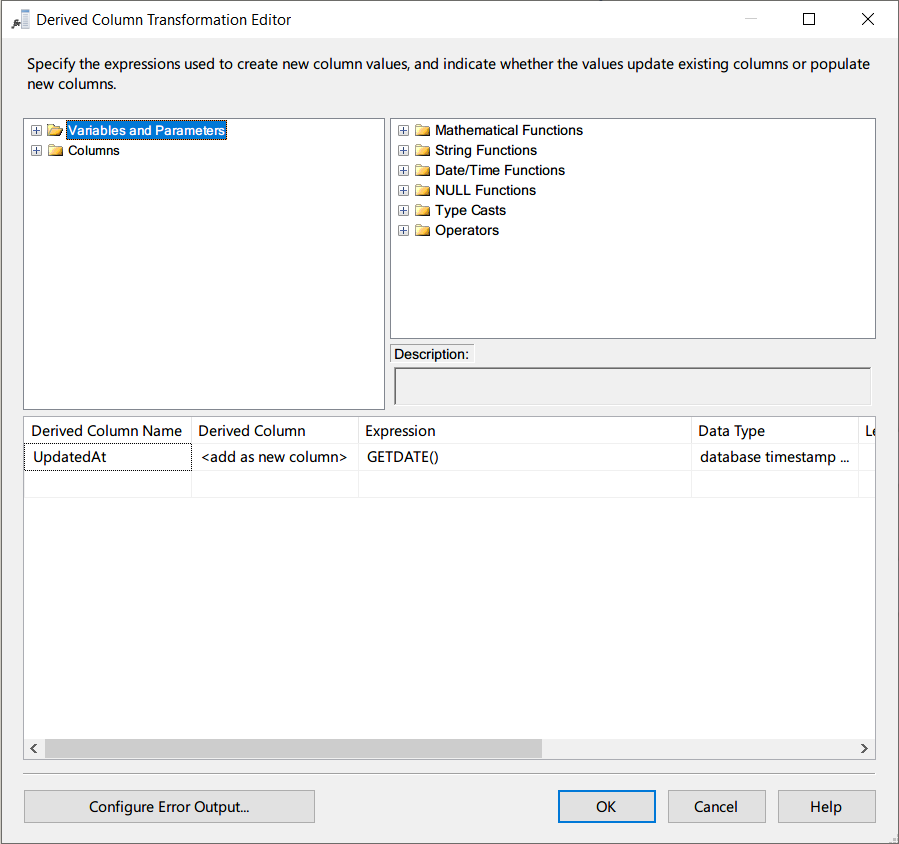 Derived Column Transformation Editor
Specify the expressions used to create new column values, and indicate whether the values update existing columns or populate
new columns.
Variables and Parameters
Columns
Mathematical Functions
String Functions
Date/Time Functions
NULL Functions
Type Casts
Operators
Description:
Derived Column Name Derived Column Expression Data Type Le
UpdatedAt <add as new column> GETDATE() database timestamp ...
Configure Error Output... OK Cancel Help